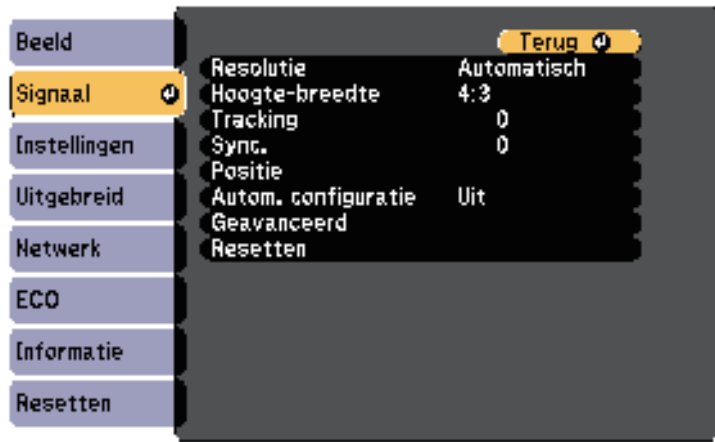 Beeld
Signaal
Instellingen
Uitgebreid
Netwerk
ECO
Informatie
Resetten
Terug
Resolutie Automatisch
Hoogte-breedte 4:3
Tracking 0
Sync. 0
Positie
Autom. configuratie Uit
Geavanceerd
Resetten